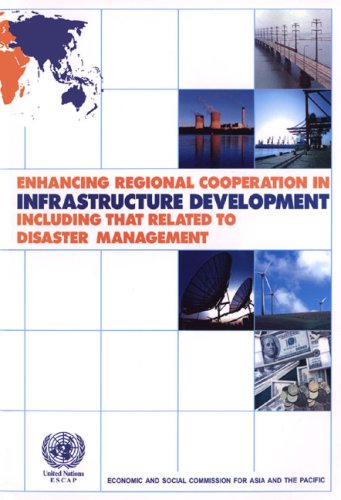 ENHANCING REGIONAL COOPERATION IN
INFRASTRUCTURE DEVELOPMENT
INCLUDING THAT RELATED TO
DISASTER MANAGEMENT
United Nations
ESCAP
ECONOMIC AND SOCIAL COMMISSION FOR ASIA AND THE PACIFIC